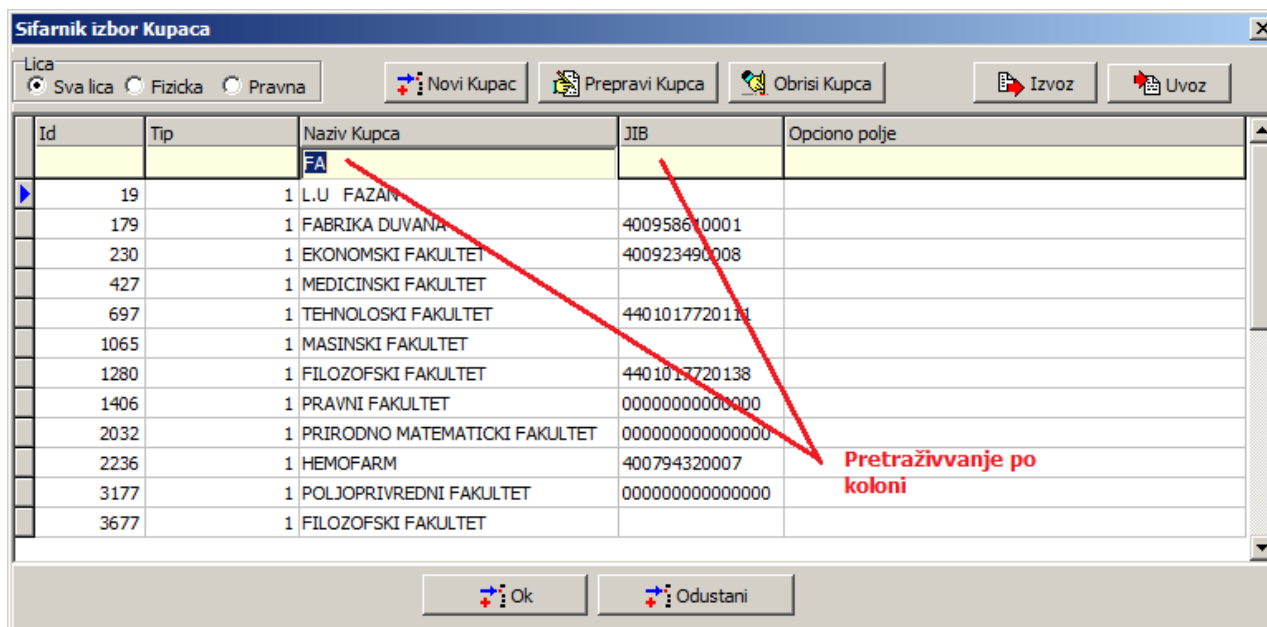 Sifarnik izbor Kupaca
Lica
Sva lica Fizicka Pravna
Novi Kupac Prepravi Kupca Obrisi Kupca Izvoz Uvoz
Id Tip Naziv Kupca JIB Opciono polje
FA
19 1 L.U FAZAN
179 1 FABRIKA DUVANA 400958610001
230 1 EKONOMSKI FAKULTET 400923490008
427 1 MEDICINSKI FAKULTET
697 1 TEHNOLOSKI FAKULTET 4401017720111
1065 1 MASINSKI FAKULTET
1280 1 FILOZOFSKI FAKULTET 4401017720138
1406 1 PRAVNI FAKULTET 00000000000000
2032 1 PRIRODNO MATEMATICKI FAKULTET 000000000000000
2236 1 HEMOFARM 400794320007
3177 1 POLJOPRIVREDNI FAKULTET 000000000000000
3677 1 FILOZOFSKI FAKULTET
Pretraživvanje po
koloni
Ok Odustani